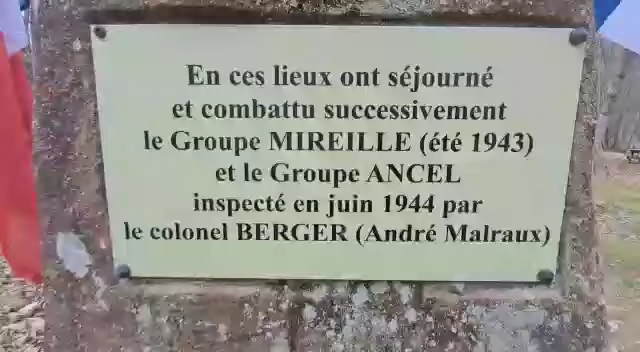 En ces lieux ont séjourné
et combattu successivement
le Groupe MIREILLE (été 1943)
et le Groupe ANCEL
inspecté en juin 1944 par
le colonel BERGER (André Malraux)